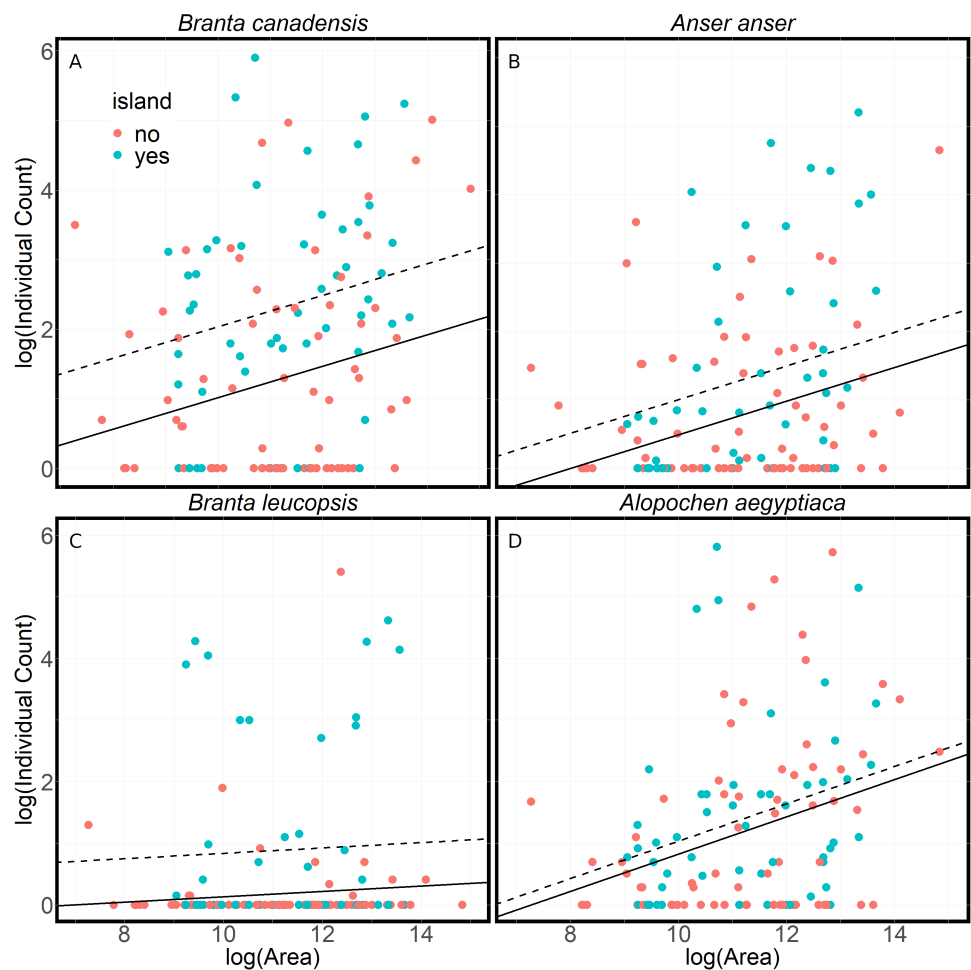 Branta canadensis
Anser anser
A
B
island
no
yes
log(Individual Count)
6
4
2
0
Branta leucopsis
Alopochen aegyptiaca
C
D
log(Individual Count)
6
4
2
0
8 10 12 14
8 10 12 14
log(Area)
log(Area)